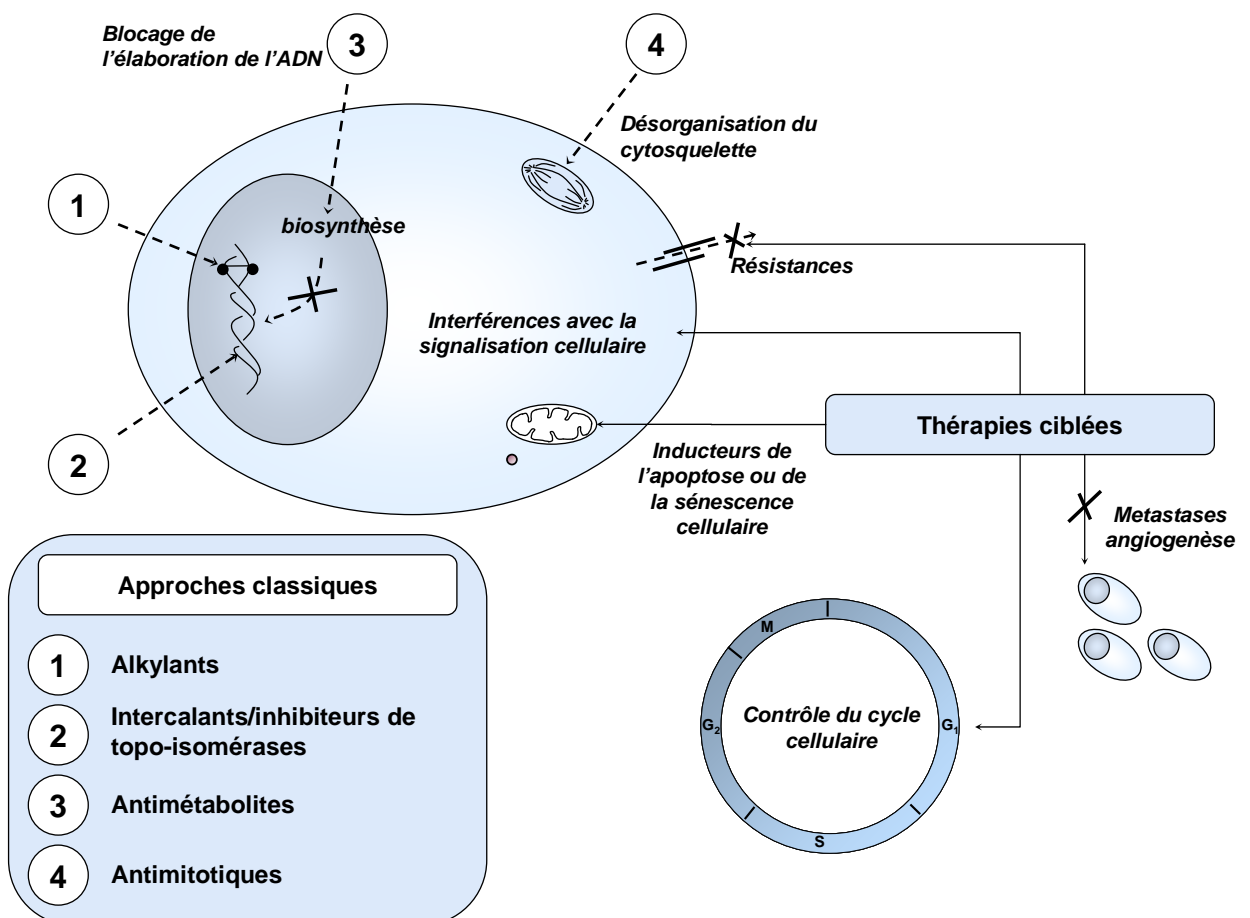 Blocage de
l’élaboration de l’ADN
3
4
Désorganisation du
cytosquelette
1
biosynthèse
Résistances
Interférences avec la
signalisation cellulaire
2
Thérapies ciblées
Inducteurs de
l’apoptose ou de
la sénescence
cellulaire
Metastases
angiogenèse
Approches classiques
1 Alkylants
2 Intercalants/inhibiteurs de
topo-isomérases
3 Antimétabolites
4 Antimitotiques
M
G₂
G₁
S
Contrôle du cycle
cellulaire